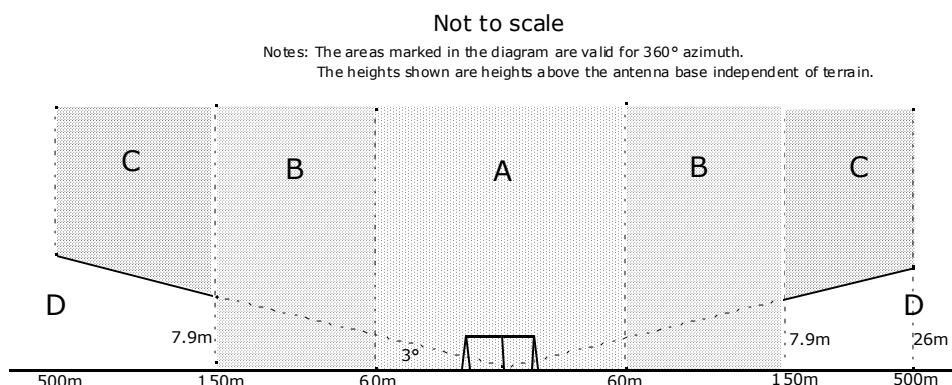 Not to scale
Notes: The areas marked in the diagram are valid for 360° azimuth.
The heights shown are heights above the antenna base independent of terrain.
C B A B C
D D
7.9m 3° 7.9m 26m
500m 150m 60m 60m 150m 500m